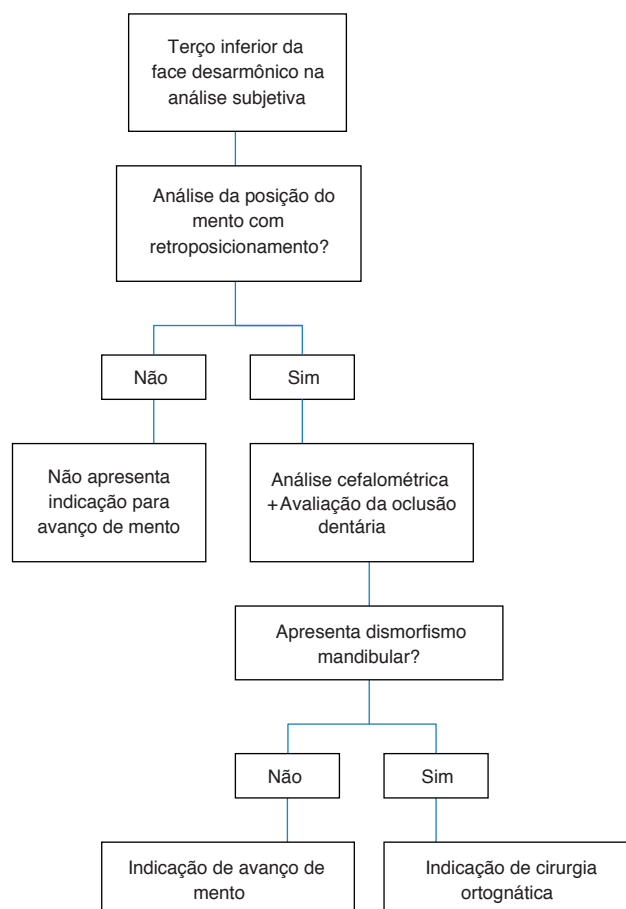 Terço inferior da
face desarmônico na
análise subjetiva
Análise da posição do
mento com
retroposicionamento?
Não
Sim
Não apresenta
indicação para
avanço de mento
Análise cefalométrica
+Avaliação da oclusão
dentária
Apresenta dismorfismo
mandibular?
Não
Sim
Indicação de avanço de
mento
Indicação de cirurgia
ortognática